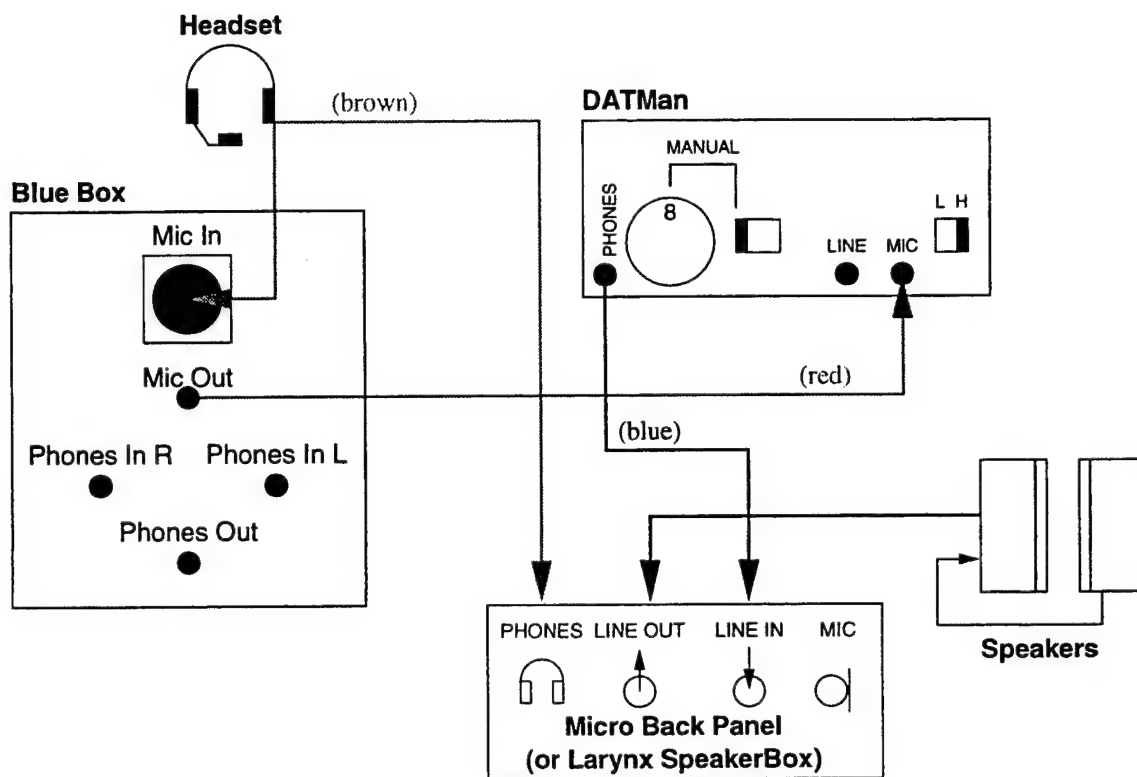 Headset
(brown)
DATMan
MANUAL
PHONES
8
L H
LINE
MIC
Blue Box
Mic In
Mic Out
(red)
(blue)
Phones In R
Phones In L
Phones Out
PHONES
LINE OUT
LINE IN
MIC
Speakers
Micro Back Panel
(or Larynx SpeakerBox)